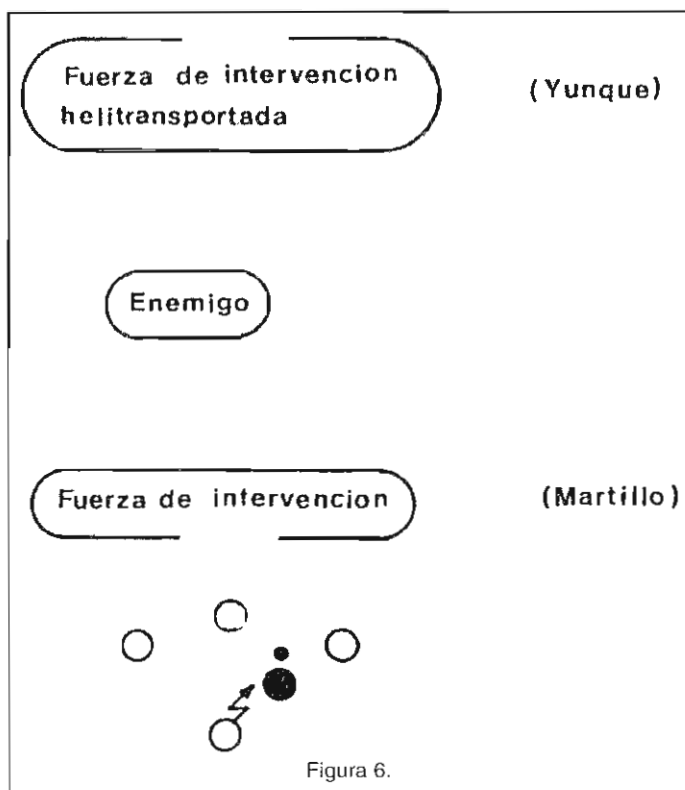 Fuerza de intervencion
helitransportada
(Yunque)
Enemigo
Fuerza de intervencion
(Martillo)
Figura 6.